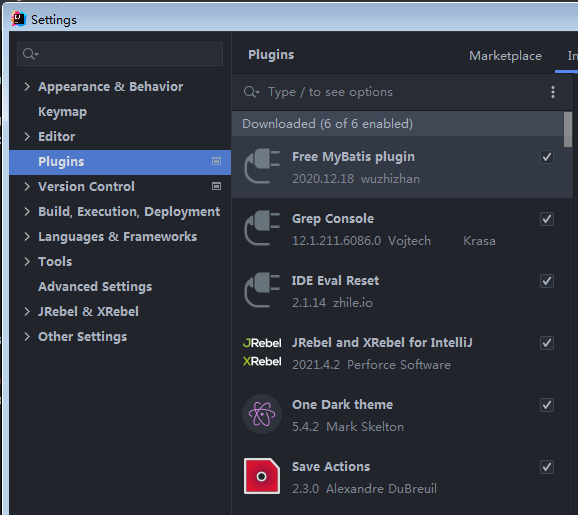 Settings
Plugins
Marketplace
Appearance & Behavior
Keymap
Editor
Plugins
Version Control
Build, Execution, Deployment
Languages & Frameworks
Tools
Advanced Settings
JRebel & XRebel
Other Settings
Type / to see options
Downloaded (6 of 6 enabled)
Free MyBatis plugin
2020.12.18 wuzhizhan
Grep Console
12.1.211.6086.0 Vojtech Krasa
IDE Eval Reset
2.1.14 zhile.io
JRebel
XRebel
JRebel and XRebel for IntelliJ
2021.4.2 Perforce Software
One Dark theme
5.4.2 Mark Skelton
Save Actions
2.3.0 Alexandre DuBreuil